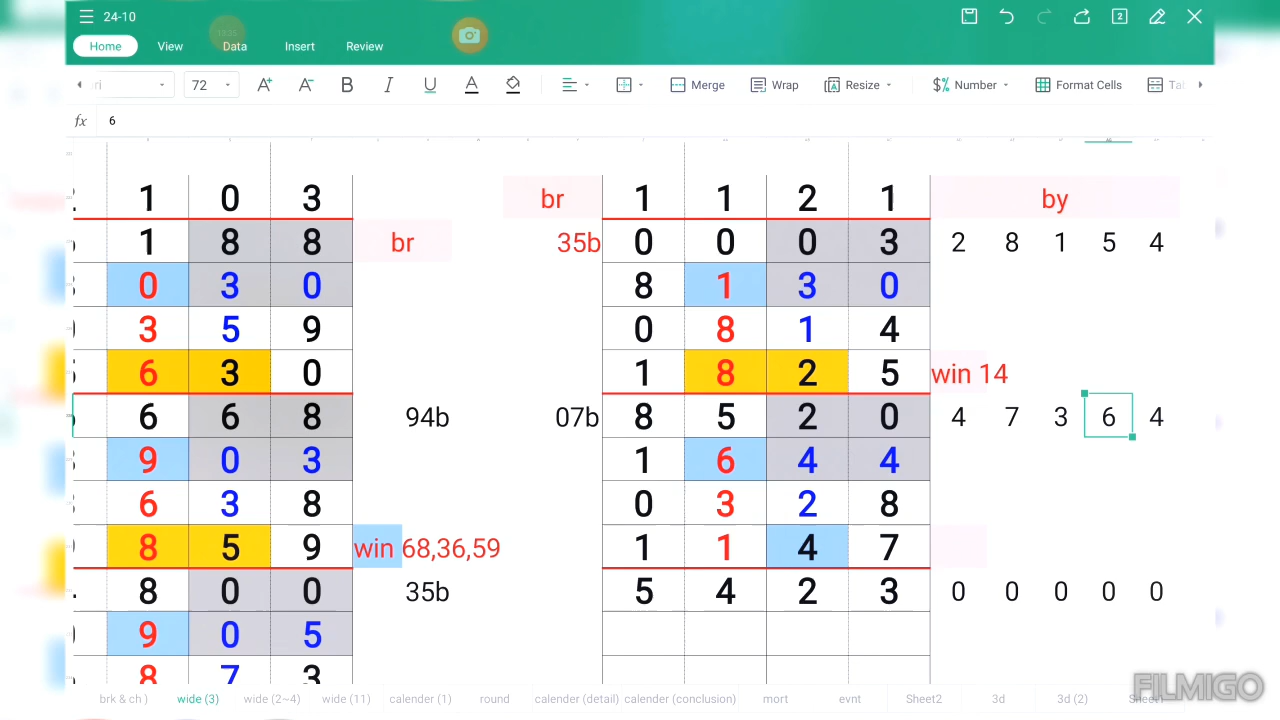 24-10
2
Home View Data Insert Review
72 B I U A Merge Wrap Resize Number Format Cells
fx 6
1 0 3 br 1 1 2 1 by
1 8 8 br 35b 0 0 0 3 2 8 1 5 4
0 3 0 8 1 3 0
3 5 9 0 8 1 4
6 3 0 1 8 2 5 win 14
6 6 8 94b 07b 8 5 2 0 4 7 3 6 4
9 0 3 1 6 4 4
6 3 8 0 3 2 8
8 5 9 win 68,36,59 1 1 4 7
8 0 0 35b 5 4 2 3 0 0 0 0 0
9 0 5
8 7 3
brk & ch ) wide (3) wide (2~4) wide (11) calender (1) round calender (detail) calender (conclusion) mort evnt Sheet2 3d 3d (2)
FILMIGO